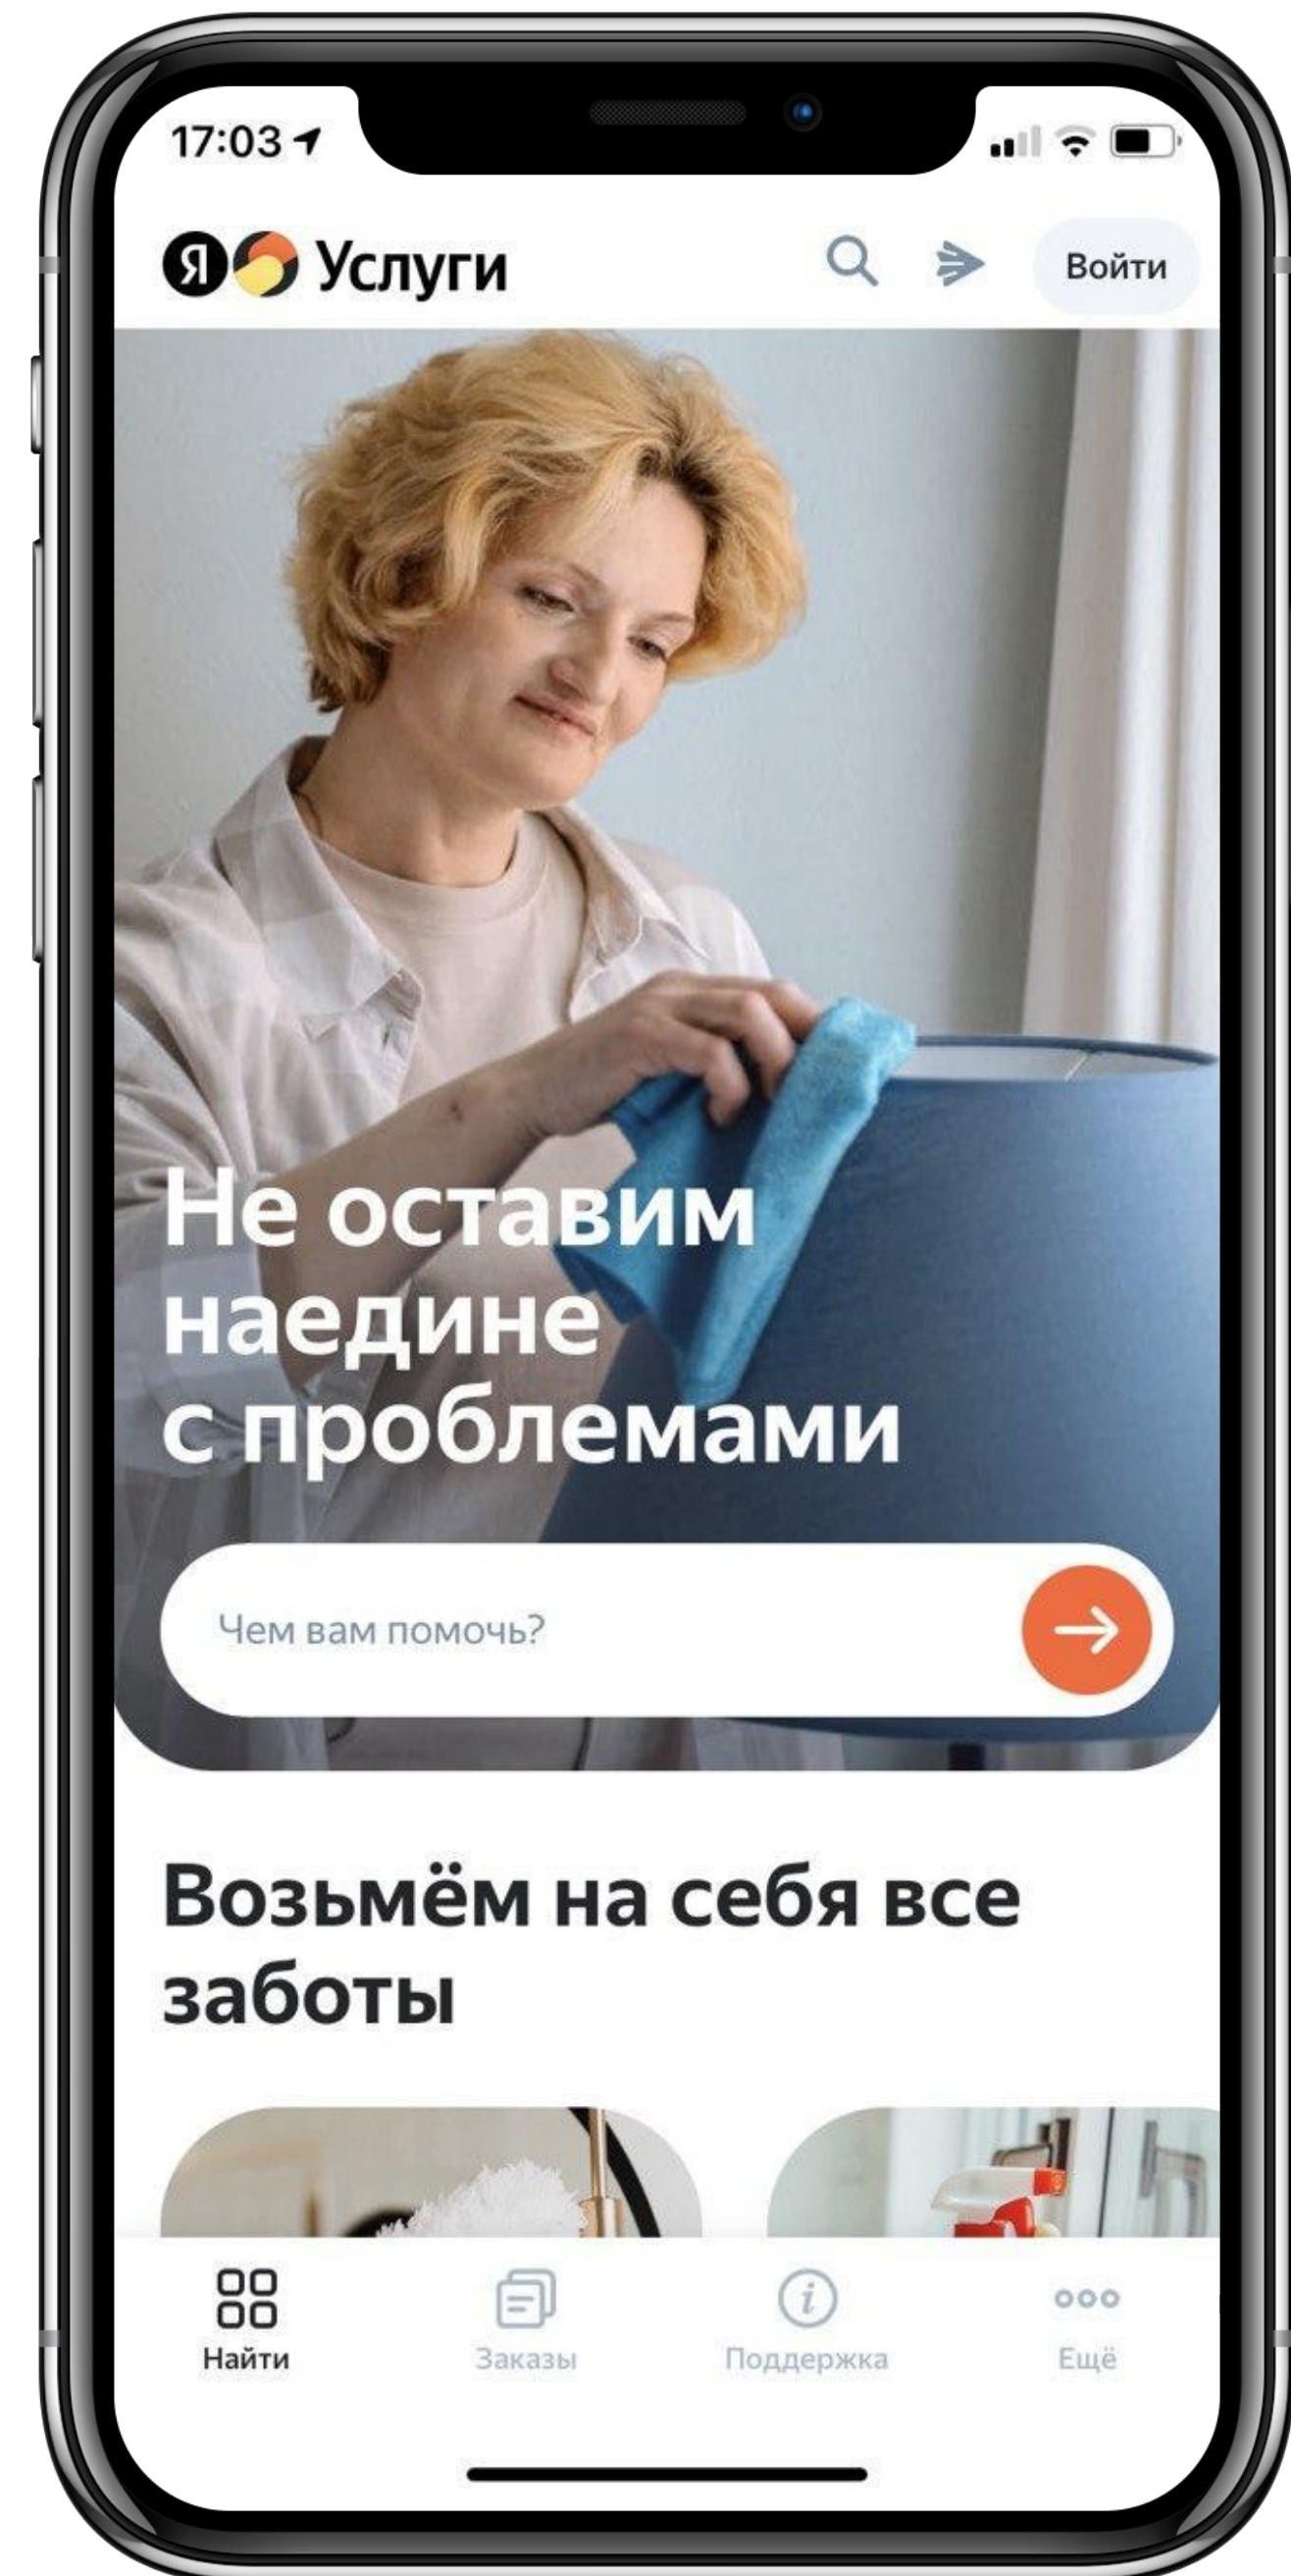 17:03
Я Услуги
Войти
Не оставим
наедине
с проблемами
Чем вам помочь?
Возьмём на себя все
заботы
Найти
Заказы
Поддержка
Ещё